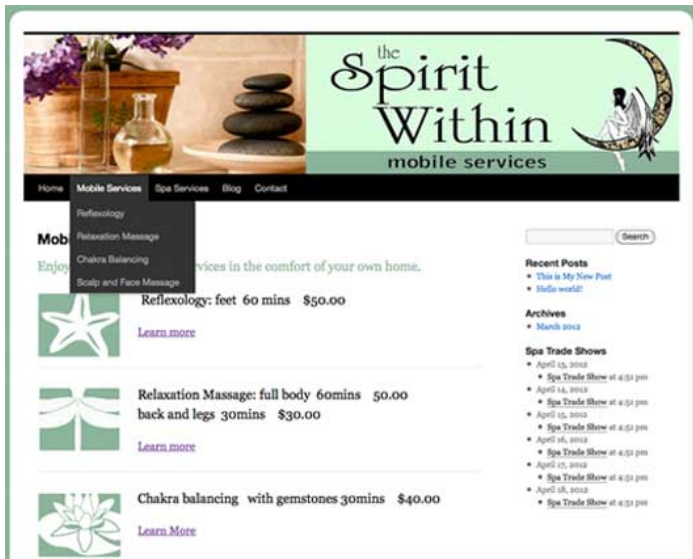 the
Spirit
Within
mobile services
Home Mobile Services Spa Services Blog Contact
Reflexology
Relaxation Massage
Chakra Balancing
Scalp and Face Massage
Mobi
Enjoy vices in the comfort of your own home.
Reflexology: feet 60 mins $50.00
Learn more
Relaxation Massage: full body 60mins 50.00
back and legs 30mins $30.00
Learn more
Chakra balancing with gemstones 30mins $40.00
Learn More
Search
Recent Posts
This is My New Post
Hello world!
Archives
March 2012
Spa Trade Shows
April 13, 2012
Spa Trade Show at 4:51 pm
April 14, 2012
Spa Trade Show at 4:51 pm
April 15, 2012
Spa Trade Show at 4:51 pm
April 16, 2012
Spa Trade Show at 4:51 pm
April 17, 2012
Spa Trade Show at 4:51 pm
April 18, 2012
Spa Trade Show at 4:51 pm